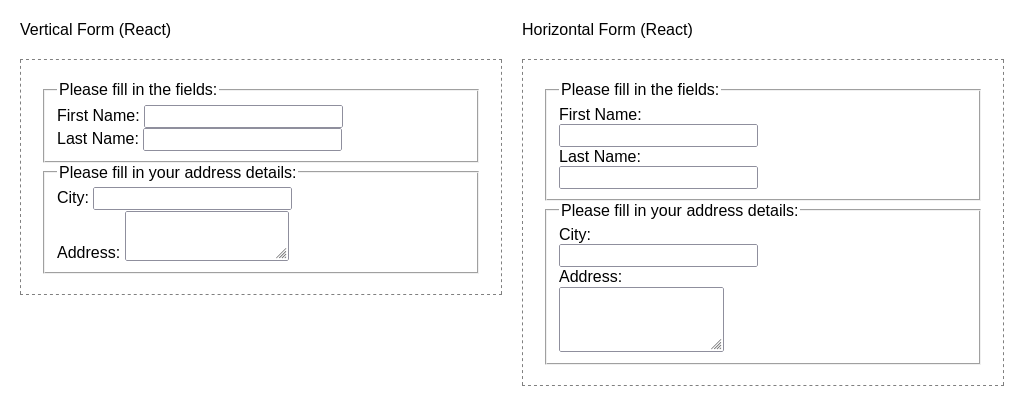 Vertical Form (React)
Please fill in the fields:
First Name:
Last Name:
Please fill in your address details:
City:
Address:
Horizontal Form (React)
Please fill in the fields:
First Name:
Last Name:
Please fill in your address details:
City:
Address: